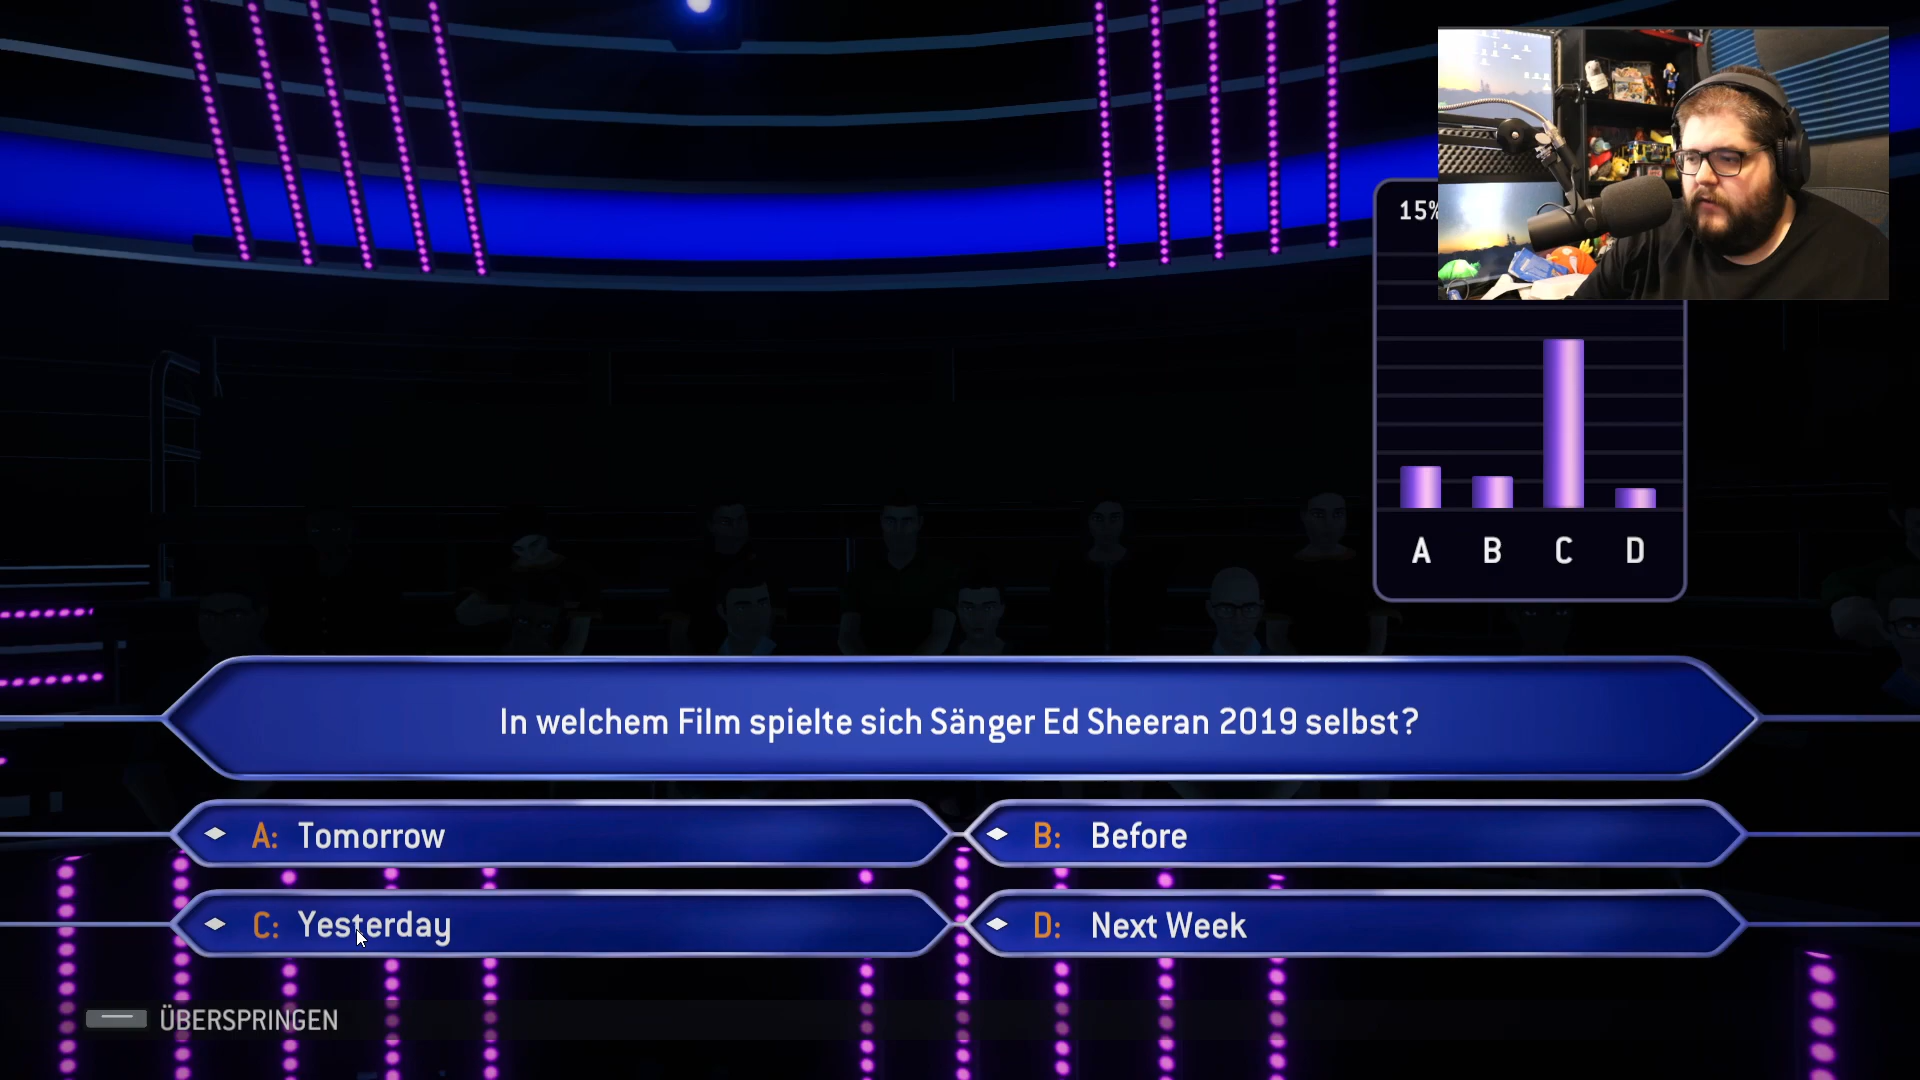 15%
A B C D
In welchem Film spielte sich Sänger Ed Sheeran 2019 selbst?
A: Tomorrow
B: Before
C: Yesterday
D: Next Week
ÜBERSPRINGEN